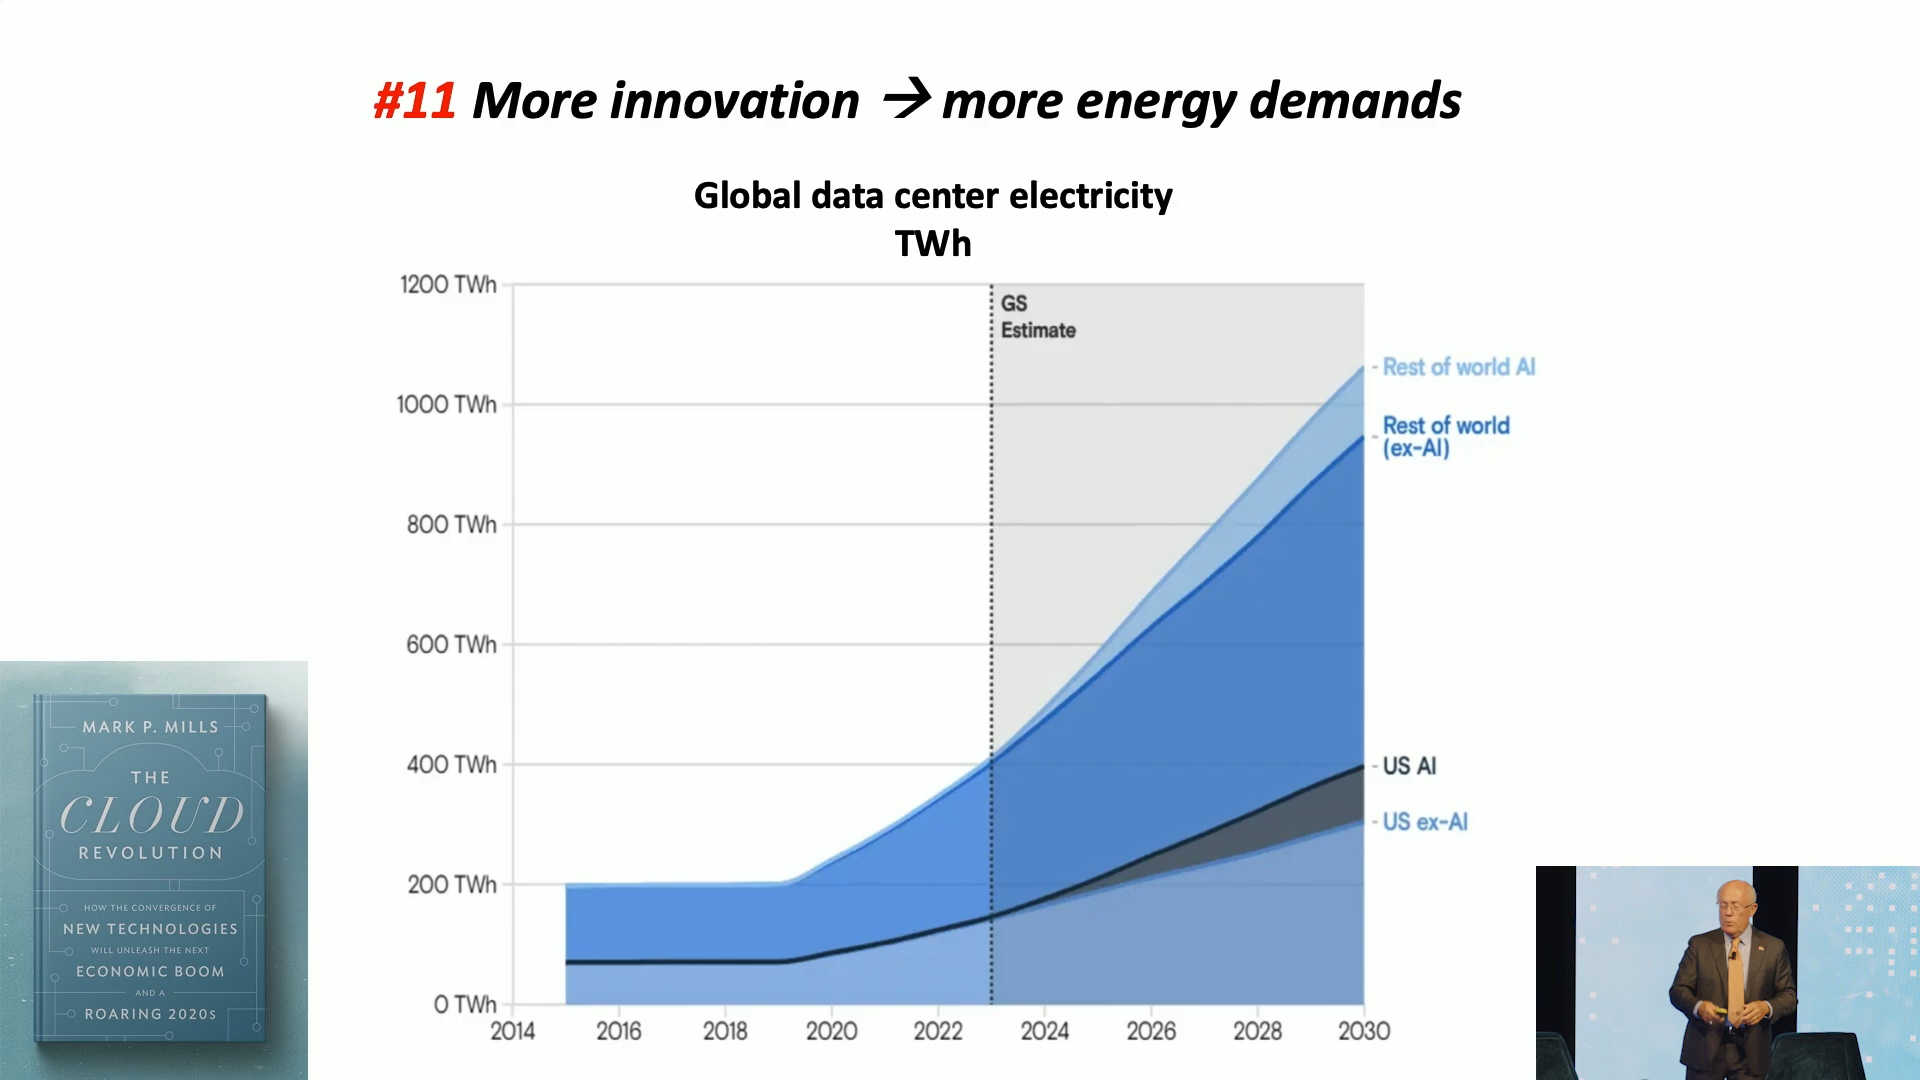 #11 More innovation → more energy demands
Global data center electricity
TWh
1200 TWh
1000 TWh
800 TWh
600 TWh
400 TWh
200 TWh
0 TWh
GS
Estimate
Rest of world AI
Rest of world
(ex-AI)
US AI
US ex-AI
2014 2016 2018 2020 2022 2024 2026 2028 2030
MARK P. MILLS
THE
CLOUD
REVOLUTION
HOW THE CONVERGENCE OF
NEW TECHNOLOGIES
WILL UNLEASH THE NEXT
ECONOMIC BOOM
AND A
ROARING 2020s